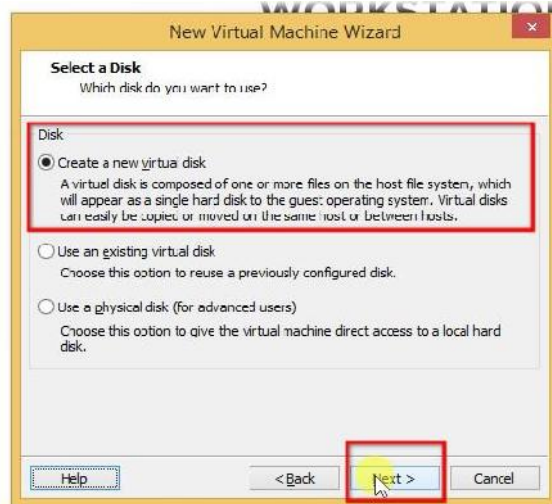 WORKSTATION
New Virtual Machine Wizard
Select a Disk
Which disk do you want to use?
Disk
Create a new virtual disk
A virtual disk is composed of one or more files on the host file system, which
will appear as a single hard disk to the guest operating system. Virtual disks
can easily be copied or moved on the same host or between hosts.
Use an existing virtual disk
Choose this option to reuse a previously configured disk.
Use a physical disk (for advanced users)
Choose this option to give the virtual machine direct access to a local hard
disk.
Help
< Back
Next >
Cancel